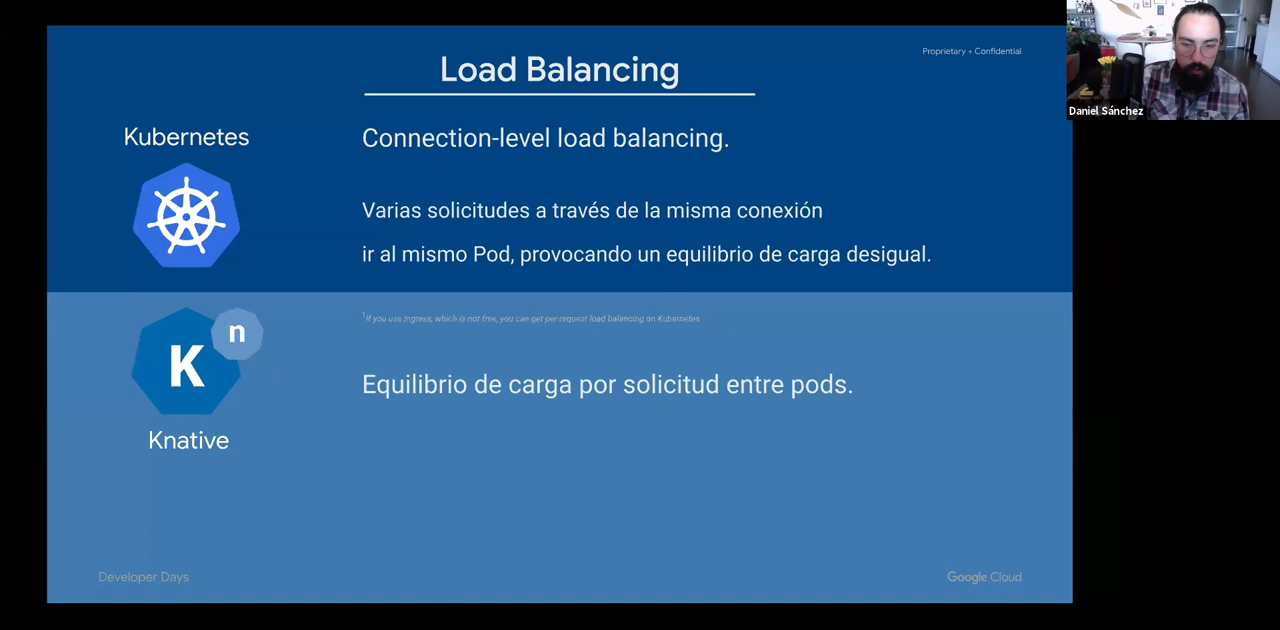 Load Balancing
Proprietary + Confidential
Daniel Sánchez
Kubernetes
Connection-level load balancing.
Varias solicitudes a través de la misma conexión
ir al mismo Pod, provocando un equilibrio de carga desigual.
n
K
1If you use Ingress, which is not free, you can get per-request load balancing on Kubernetes
Equilibrio de carga por solicitud entre pods.
Knative
Developer Days
Google Cloud